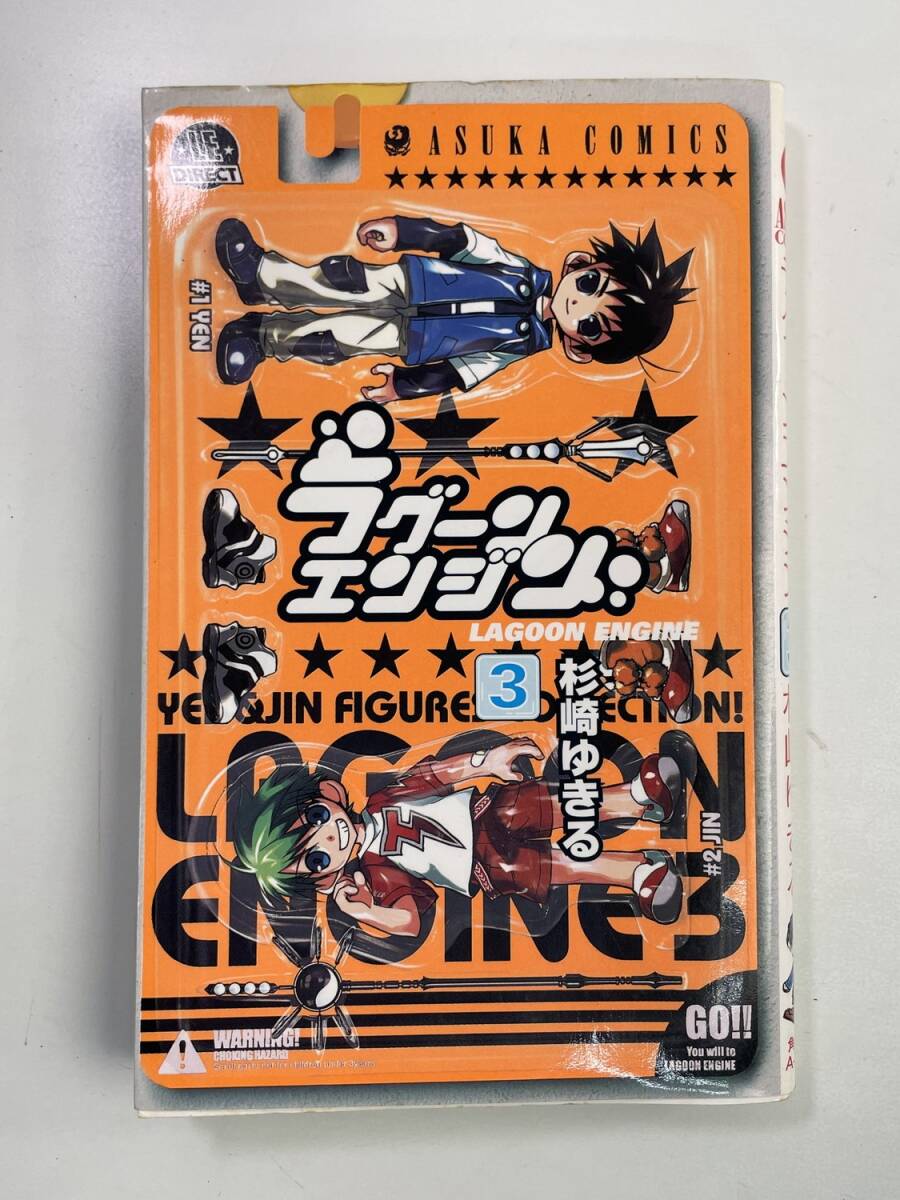 LE
DIRECT
ASUKA COMICS
#1 YEN
ラグーン
エンジン
LAGOON ENGINE
3
杉崎ゆきる
YEN&JIN FIGURES COLLECTION!
LAGOON
ENGINE3
#2 JIN
WARNING!
CHOKING HAZARD
GO!!
You will to
LAGOON ENGINE